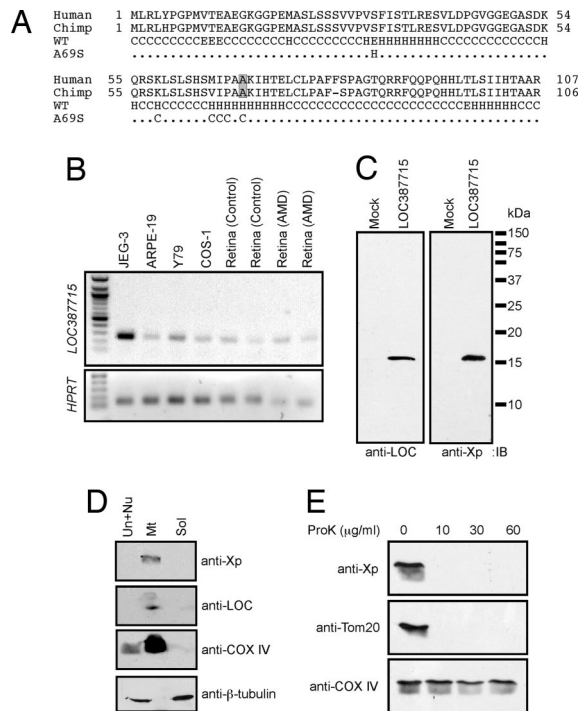 A
Human 1 MLRLYPGPMVTEAEGKGGPEMASLSSSVVPVSFISTLRESVLDPGVGGEGASDK 54
Chimp 1 MLRLHPGPMVTEAEGKGGPEMASLSSSVVPVSFISTLRESVLDPGVGGEGASDK 54
WT CCCCCCCCCEEECCCCCCCCCCCHCCCCCCCCHEHHHHHHHHCCCCCCCCCCCH
A69S ................................H.....................
Human 55 QRSKLSLSHSMIPAAKIHTELCLPAFFSPAGTQRRFQQPQHHLTLSIIHTAAR 107
Chimp 55 QRSKLSLSHSVIPAAKIHTELCLPAF-SPAGTQRRFQQPQHHLTLSIIHTAAR 106
WT HCCHCCCCCCHHHHHHHHHHCCCCCCCCCCCCCCCCCCCCCCEHHHHHHHCCC
A69S ...C.....CCC..C......................................
B
JEG-3
ARPE-19
Y79
COS-1
Retina (Control)
Retina (Control)
Retina (AMD)
Retina (AMD)
LOC387715
HPRT
C
Mock
LOC387715
Mock
LOC387715
kDa
150
75
37
25
20
15
10
anti-LOC anti-Xp :IB
D
Un+Nu
Mt
Sol
anti-Xp
anti-LOC
anti-COX IV
anti-β-tubulin
E
ProK (μg/ml) 0 10 30 60
anti-Xp
anti-Tom20
anti-COX IV